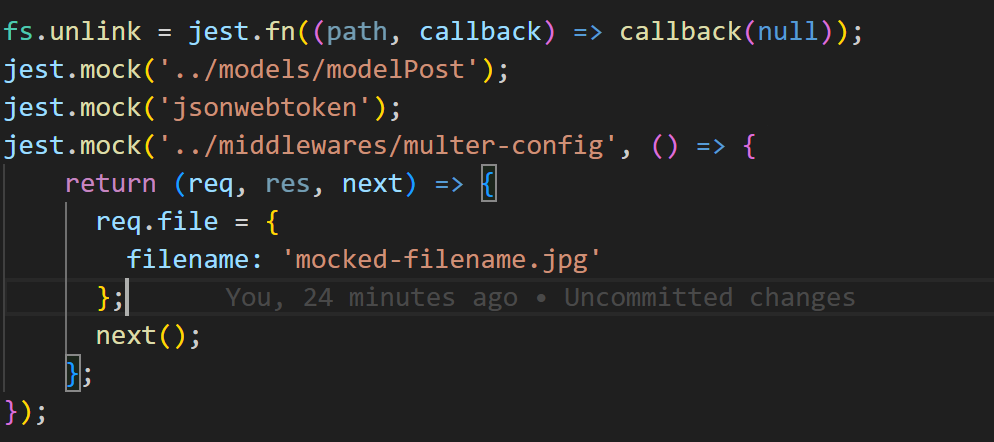 fs.unlink = jest.fn((path, callback) => callback(null));
jest.mock('../models/modelPost');
jest.mock('jsonwebtoken');
jest.mock('../middlewares/multer-config', () => {
    return (req, res, next) => {
      req.file = {
        filename: 'mocked-filename.jpg'
      };      You, 24 minutes ago • Uncommitted changes
      next();
    };
});